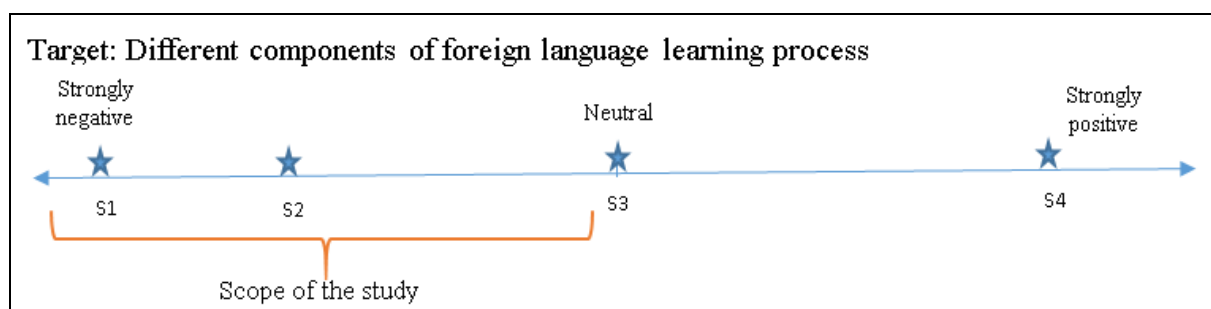 Target: Different components of foreign language learning process
Strongly
negative
Neutral
Strongly
positive
S1
S2
S3
S4
Scope of the study